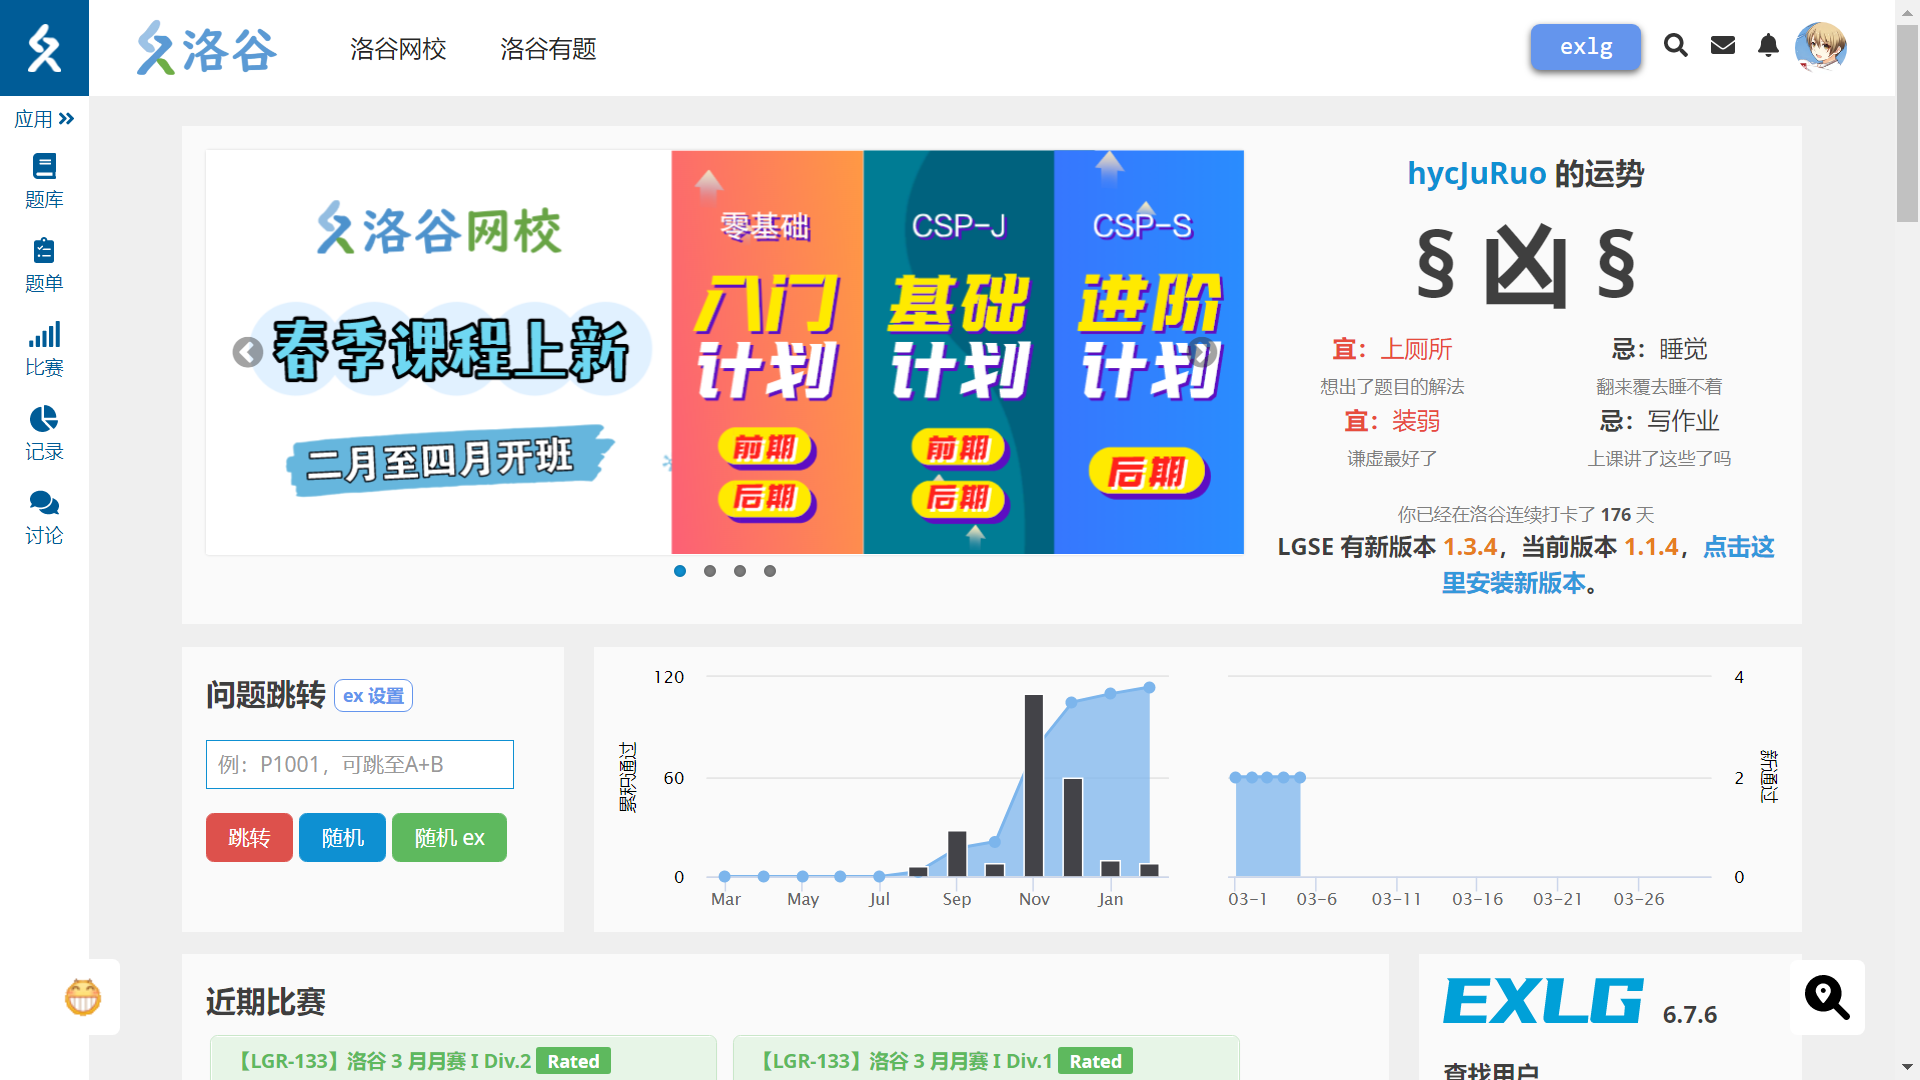 洛谷
洛谷网校
洛谷有题
exlg
应用
题库
题单
比赛
记录
讨论
洛谷网校
春季课程上新
二月至四月开班
零基础
入门
计划
前期
后期
CSP-J
基础
计划
前期
后期
CSP-S
进阶
计划
后期
hycJuRuo 的运势
§ 凶 §
宜：上厕所
忌：睡觉
想出了题目的解法
翻来覆去睡不着
宜：装弱
忌：写作业
谦虚最好了
上课讲了这些了吗
你已经在洛谷连续打卡了 176 天
LGSE 有新版本 1.3.4，当前版本 1.1.4，点击这
里安装新版本。
问题跳转 ex 设置
例：P1001，可跳至A+B
跳转
随机
随机 ex
累积通过
120
60
0
Mar
May
Jul
Sep
Nov
Jan
新通过
4
2
0
03-1
03-6
03-11
03-16
03-21
03-26
近期比赛
【LGR-133】洛谷 3 月月赛 I Div.2 Rated
【LGR-133】洛谷 3 月月赛 I Div.1 Rated
EXLG 6.7.6
查找用户